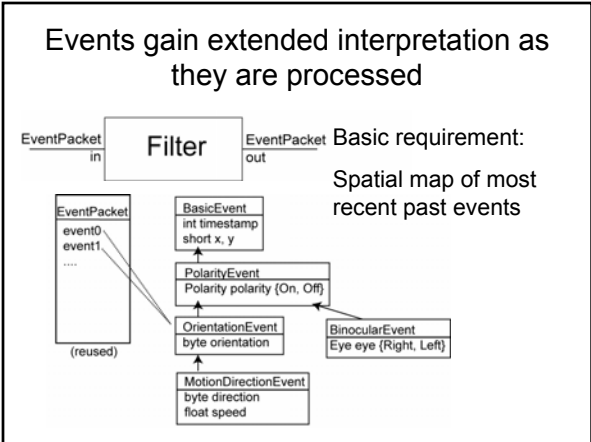 Events gain extended interpretation as
they are processed
EventPacket
in
Filter
EventPacket
out
Basic requirement:
Spatial map of most
recent past events
EventPacket
event0
event1
....
(reused)
BasicEvent
int timestamp
short x, y
PolarityEvent
Polarity polarity {On, Off}
OrientationEvent
byte orientation
BinocularEvent
Eye eye {Right, Left}
MotionDirectionEvent
byte direction
float speed